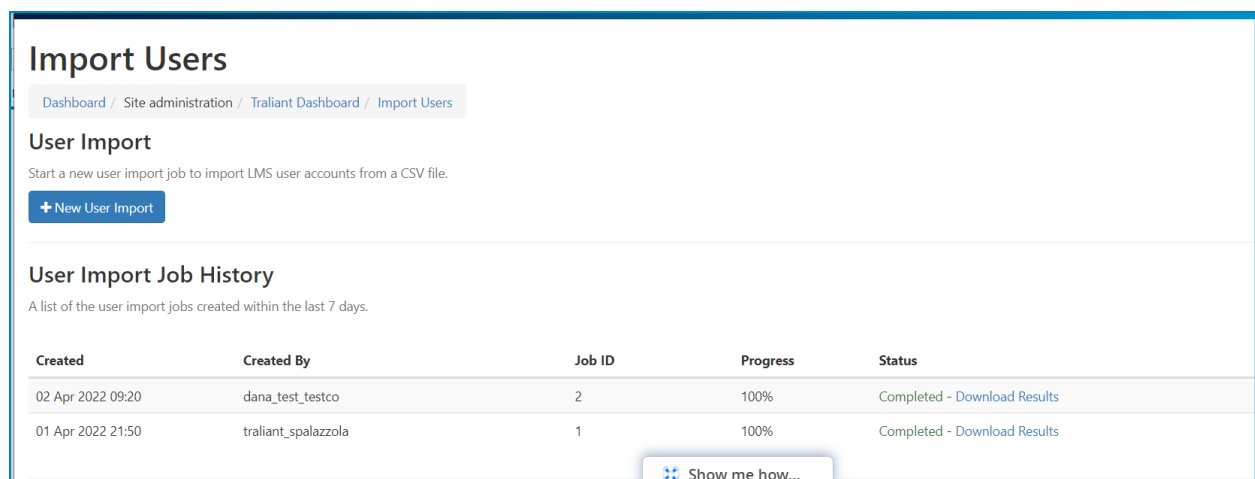 Import Users
Dashboard / Site administration / Traliant Dashboard / Import Users
User Import
Start a new user import job to import LMS user accounts from a CSV file.
+ New User Import
User Import Job History
A list of the user import jobs created within the last 7 days.
Created Created By Job ID Progress Status
02 Apr 2022 09:20 dana_test_testco 2 100% Completed - Download Results
01 Apr 2022 21:50 traliant_spalazzola 1 100% Completed - Download Results
Show me how...